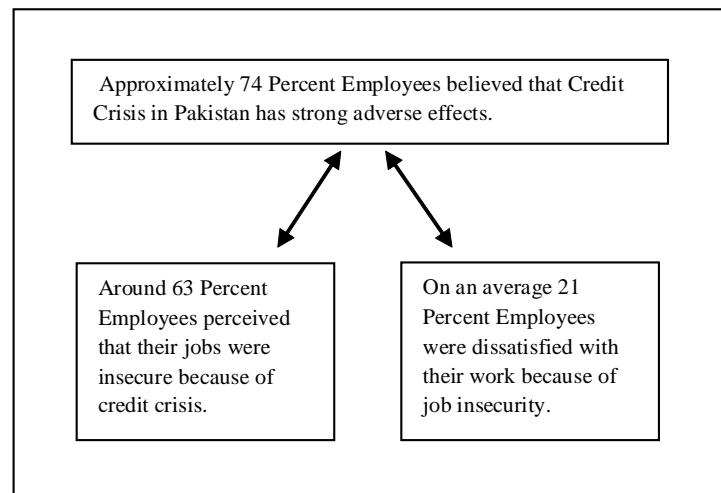 Approximately 74 Percent Employees believed that Credit
Crisis in Pakistan has strong adverse effects.
Around 63 Percent
Employees perceived
that their jobs were
insecure because of
credit crisis.
On an average 21
Percent Employees
were dissatisfied with
their work because of
job insecurity.